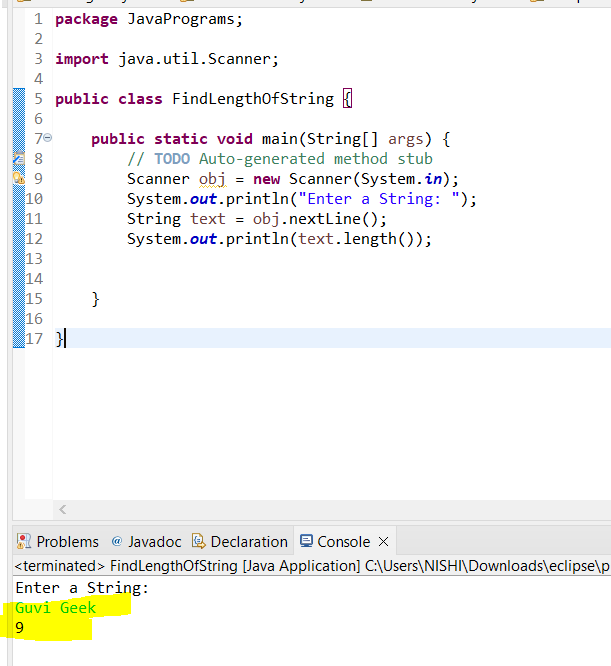 1 package JavaPrograms;
2
3 import java.util.Scanner;
4
5 public class FindLengthOfString {
6
7 public static void main(String[] args) {
8 // TODO Auto-generated method stub
9 Scanner obj = new Scanner(System.in);
10 System.out.println("Enter a String: ");
11 String text = obj.nextLine();
12 System.out.println(text.length());
13
14
15 }
16
17 }
Problems @ Javadoc Declaration Console
<terminated> FindLengthOfString [Java Application] C:\Users\NISHI\Downloads\eclipse\p
Enter a String:
Guvi Geek
9